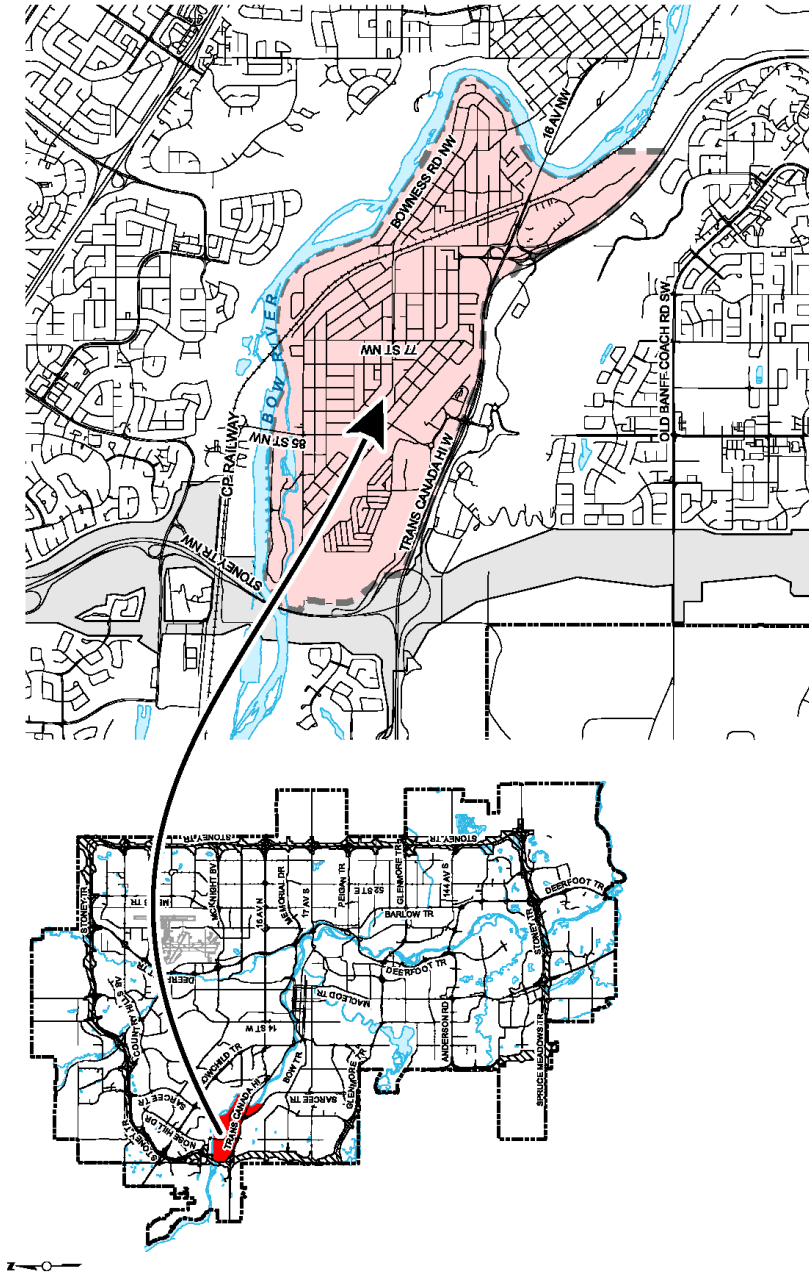 16 AV NW
BOWNESS RD NW
BOW RIVER
77 ST NW
OLD BANFF COACH RD SW
85 ST NW
CP RAILWAY
TRANS CANADA HI W
STONEY TR NW
STONEY TR
STONEY TR
STONEY TR
MCKNIGHT BV
16 AV N
MEMORIAL DR
17 AV S
PEIGAN TR
52 ST E
GLENMORE TR
144 AV S
DEERFOOT TR
BARLOW TR
STONEY TR
DEERFOOT TR
COUNTRY HILLS BV
14 ST W
MACLEOD TR
ANDERSON RD
SPRUCE MEADOWS TR
SARCEE TR
BOW TR
NOSE HILL DR
TRANS CANADA HI
SARCEE TR
GLENMORE TR
STONEY TR